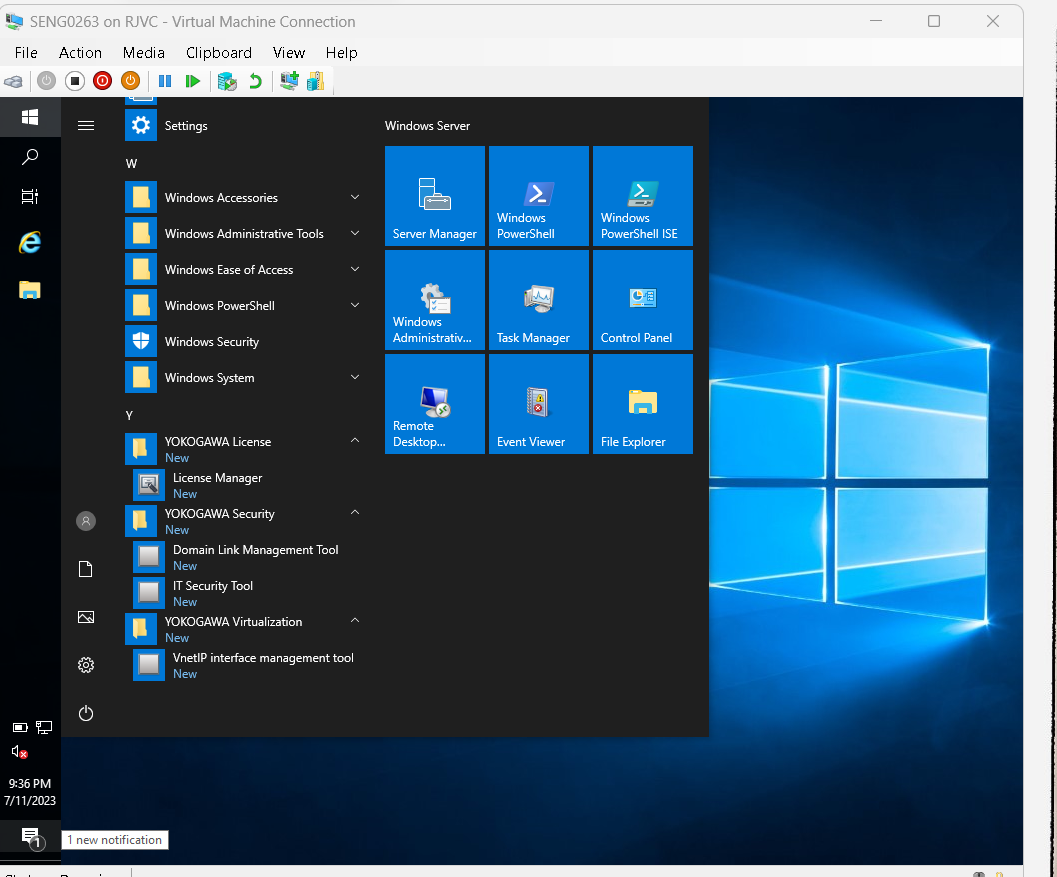 SENG0263 on RJVC - Virtual Machine Connection
File Action Media Clipboard View Help
Settings
W
Windows Accessories
Windows Administrative Tools
Windows Ease of Access
Windows PowerShell
Windows Security
Windows System
Y
YOKOGAWA License
New
License Manager
New
YOKOGAWA Security
New
Domain Link Management Tool
New
IT Security Tool
New
YOKOGAWA Virtualization
New
VnetIP interface management tool
New
Windows Server
Server Manager
Windows
PowerShell
Windows
PowerShell ISE
Windows
Administrativ...
Task Manager
Control Panel
Remote
Desktop...
Event Viewer
File Explorer
9:36 PM
7/11/2023
1
1 new notification